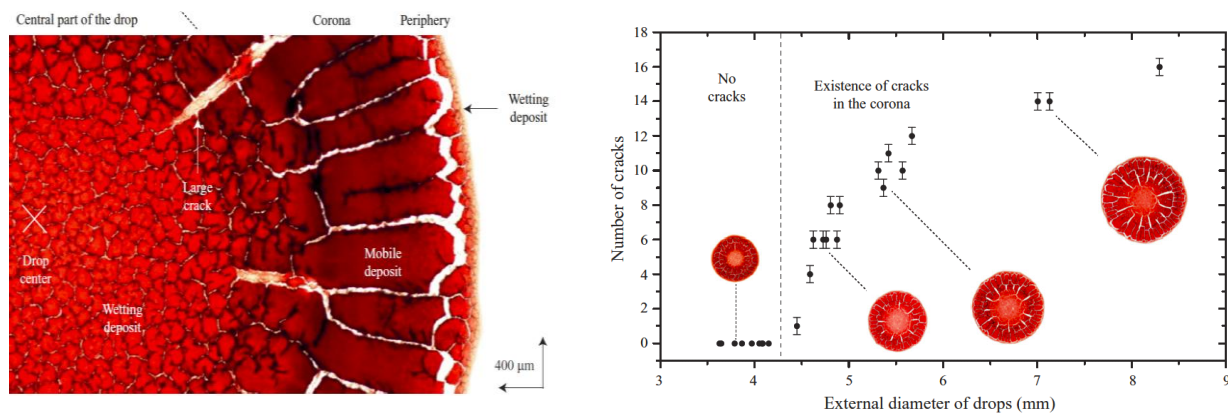 Central part of the drop
Corona
Periphery
Wetting
deposit
Large
crack
Mobile
deposit
Drop
center
Wetting
deposit
400 μm
Number of cracks
18
16
14
12
10
8
6
4
2
0
No
cracks
Existence of cracks
in the corona
3
4
5
6
7
8
9
External diameter of drops (mm)